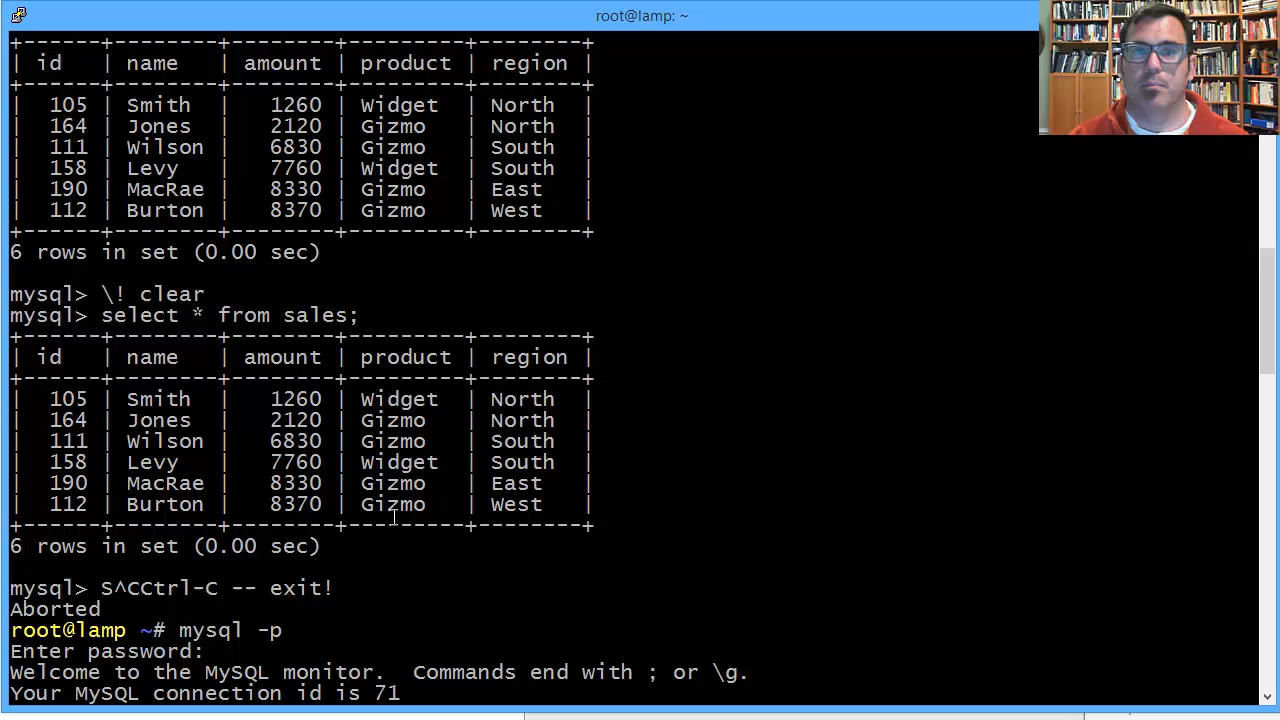 root@lamp: ~
+------+--------+--------+---------+--------+
| id | name | amount | product | region |
+------+--------+--------+---------+--------+
| 105 | Smith | 1260 | Widget | North |
| 164 | Jones | 2120 | Gizmo | North |
| 111 | Wilson | 6830 | Gizmo | South |
| 158 | Levy | 7760 | Widget | South |
| 190 | MacRae | 8330 | Gizmo | East |
| 112 | Burton | 8370 | Gizmo | West |
+------+--------+--------+---------+--------+
6 rows in set (0.00 sec)
mysql> \! clear
mysql> select * from sales;
+------+--------+--------+---------+--------+
| id | name | amount | product | region |
+------+--------+--------+---------+--------+
| 105 | Smith | 1260 | Widget | North |
| 164 | Jones | 2120 | Gizmo | North |
| 111 | Wilson | 6830 | Gizmo | South |
| 158 | Levy | 7760 | Widget | South |
| 190 | MacRae | 8330 | Gizmo | East |
| 112 | Burton | 8370 | Gizmo | West |
+------+--------+--------+---------+--------+
6 rows in set (0.00 sec)
mysql> S^CCtrl-C -- exit!
Aborted
root@lamp ~# mysql -p
Enter password:
Welcome to the MySQL monitor.  Commands end with ; or \g.
Your MySQL connection id is 71